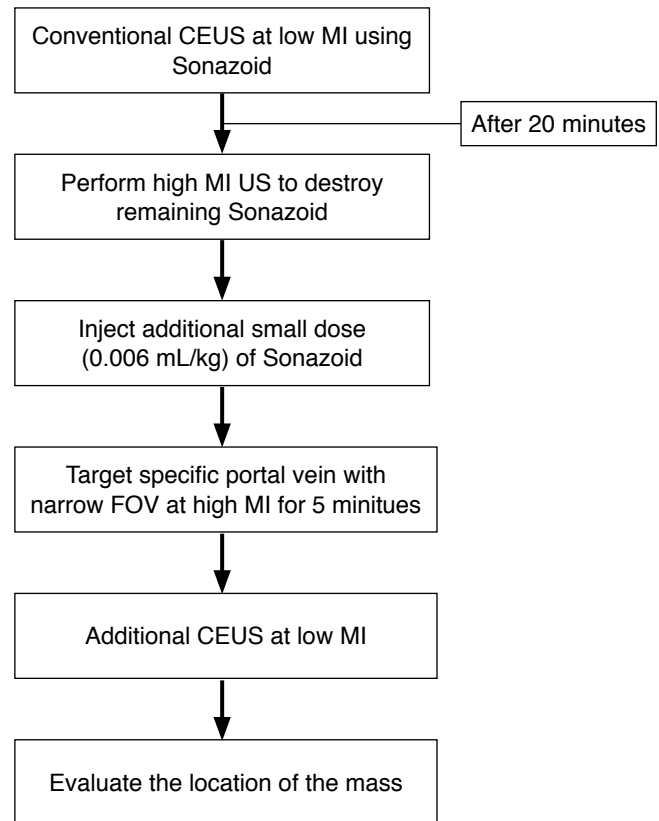 Conventional CEUS at low MI using
Sonazoid
After 20 minutes
Perform high MI US to destroy
remaining Sonazoid
Inject additional small dose
(0.006 mL/kg) of Sonazoid
Target specific portal vein with
narrow FOV at high MI for 5 minitues
Additional CEUS at low MI
Evaluate the location of the mass